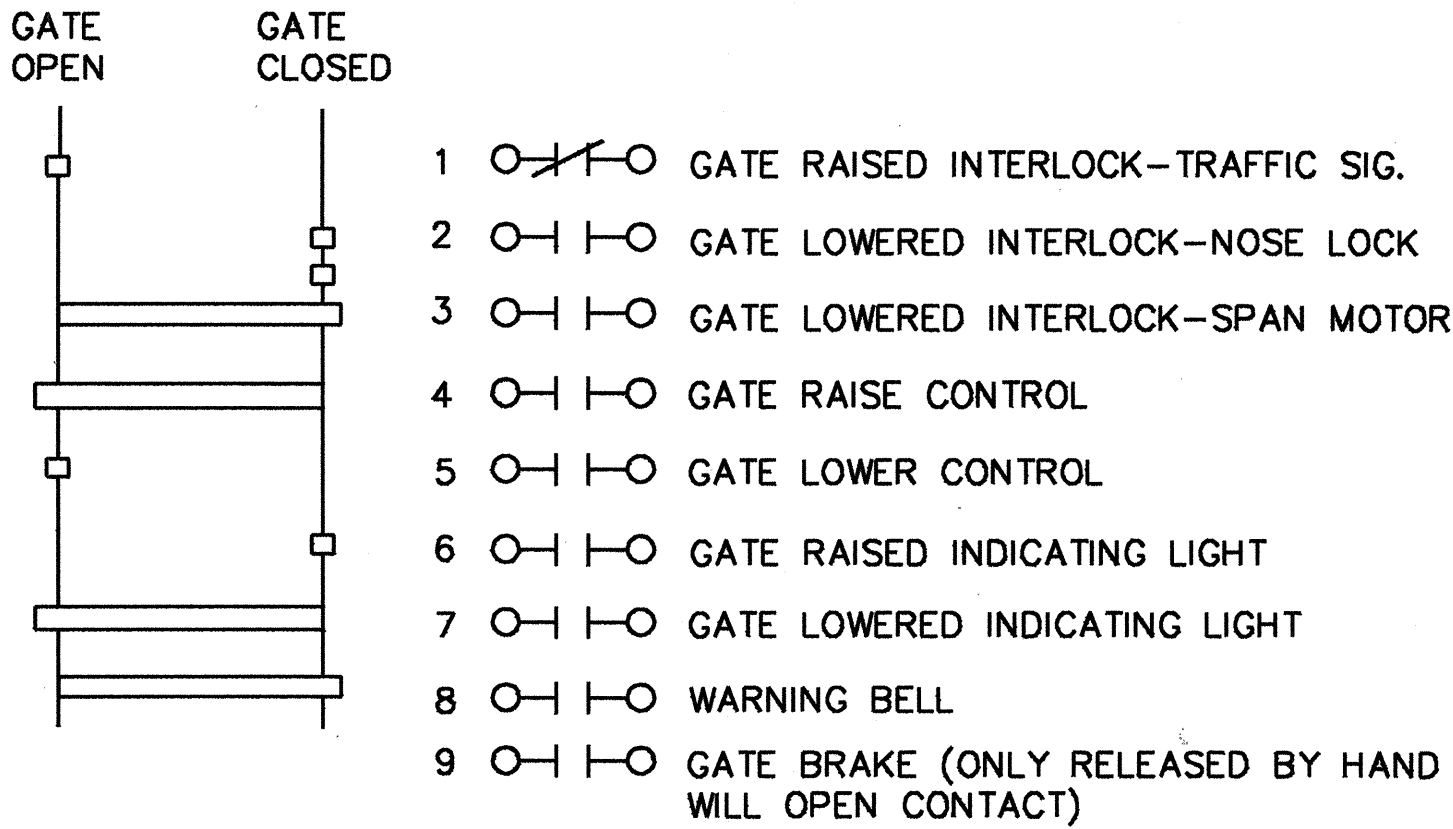 GATE OPEN
GATE CLOSED
1 GATE RAISED INTERLOCK-TRAFFIC SIG.
2 GATE LOWERED INTERLOCK-NOSE LOCK
3 GATE LOWERED INTERLOCK-SPAN MOTOR
4 GATE RAISE CONTROL
5 GATE LOWER CONTROL
6 GATE RAISED INDICATING LIGHT
7 GATE LOWERED INDICATING LIGHT
8 WARNING BELL
9 GATE BRAKE (ONLY RELEASED BY HAND
WILL OPEN CONTACT)